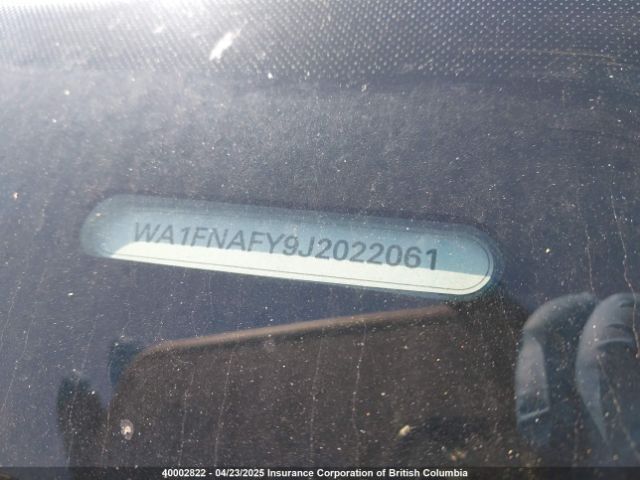 WA1FNAFY9J2022061
40002822 - 04/23/2025 Insurance Corporation of British Columbia